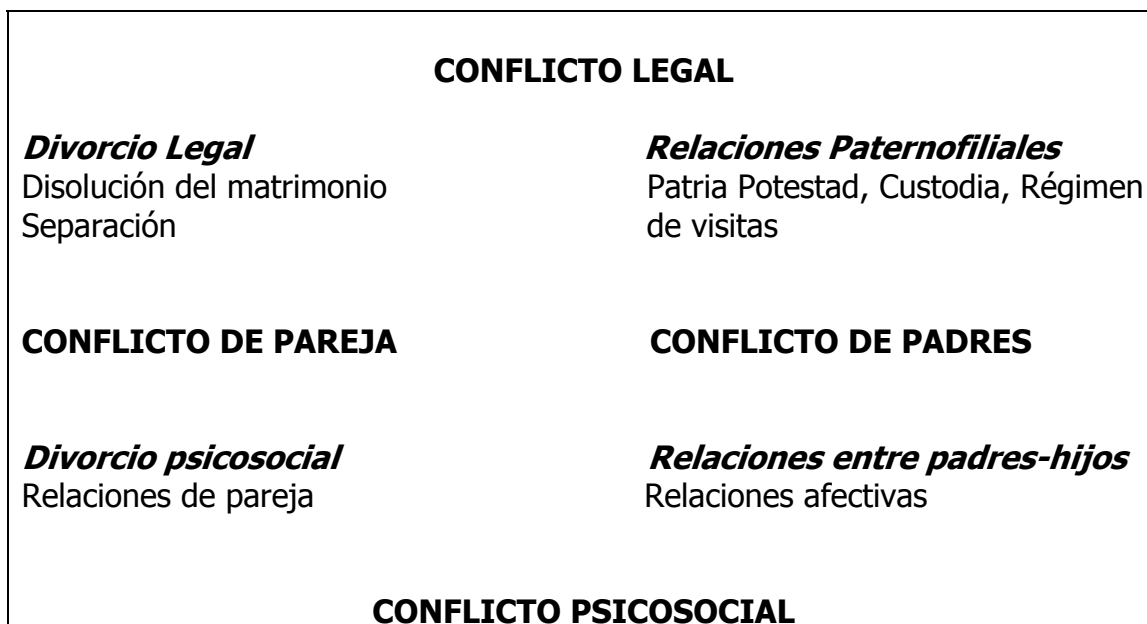 CONFLICTO LEGAL
Divorcio Legal
Disolución del matrimonio
Separación
Relaciones Paternofiliales
Patria Potestad, Custodia, Régimen
de visitas
CONFLICTO DE PAREJA
CONFLICTO DE PADRES
Divorcio psicosocial
Relaciones de pareja
Relaciones entre padres-hijos
Relaciones afectivas
CONFLICTO PSICOSOCIAL